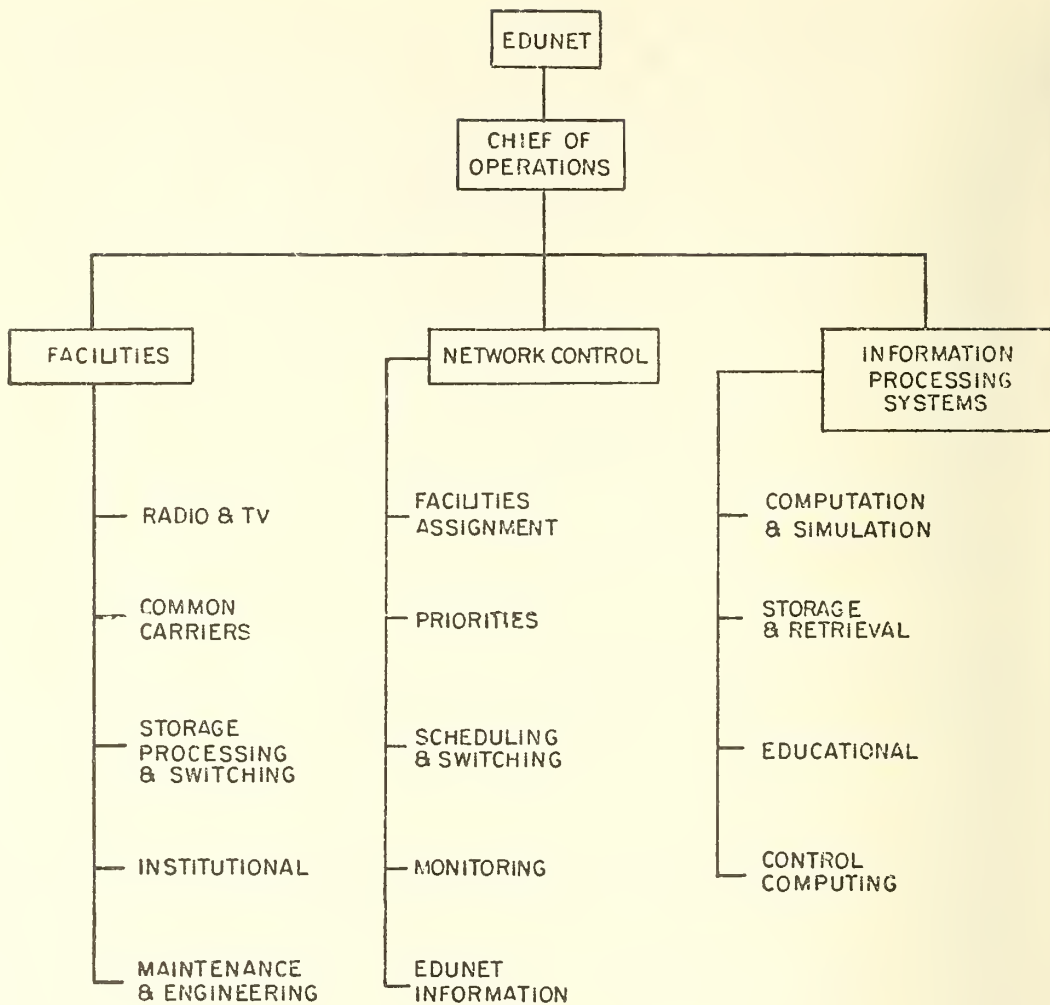 EDUNET
CHIEF OF
OPERATIONS
FACILITIES
RADIO & TV
COMMON
CARRIERS
STORAGE
PROCESSING
& SWITCHING
INSTITUTIONAL
MAINTENANCE
& ENGINEERING
NETWORK CONTROL
FACILITIES
ASSIGNMENT
PRIORITIES
SCHEDULING
& SWITCHING
MONITORING
EDUNET
INFORMATION
INFORMATION
PROCESSING
SYSTEMS
COMPUTATION
& SIMULATION
STORAGE
& RETRIEVAL
EDUCATIONAL
CONTROL
COMPUTING